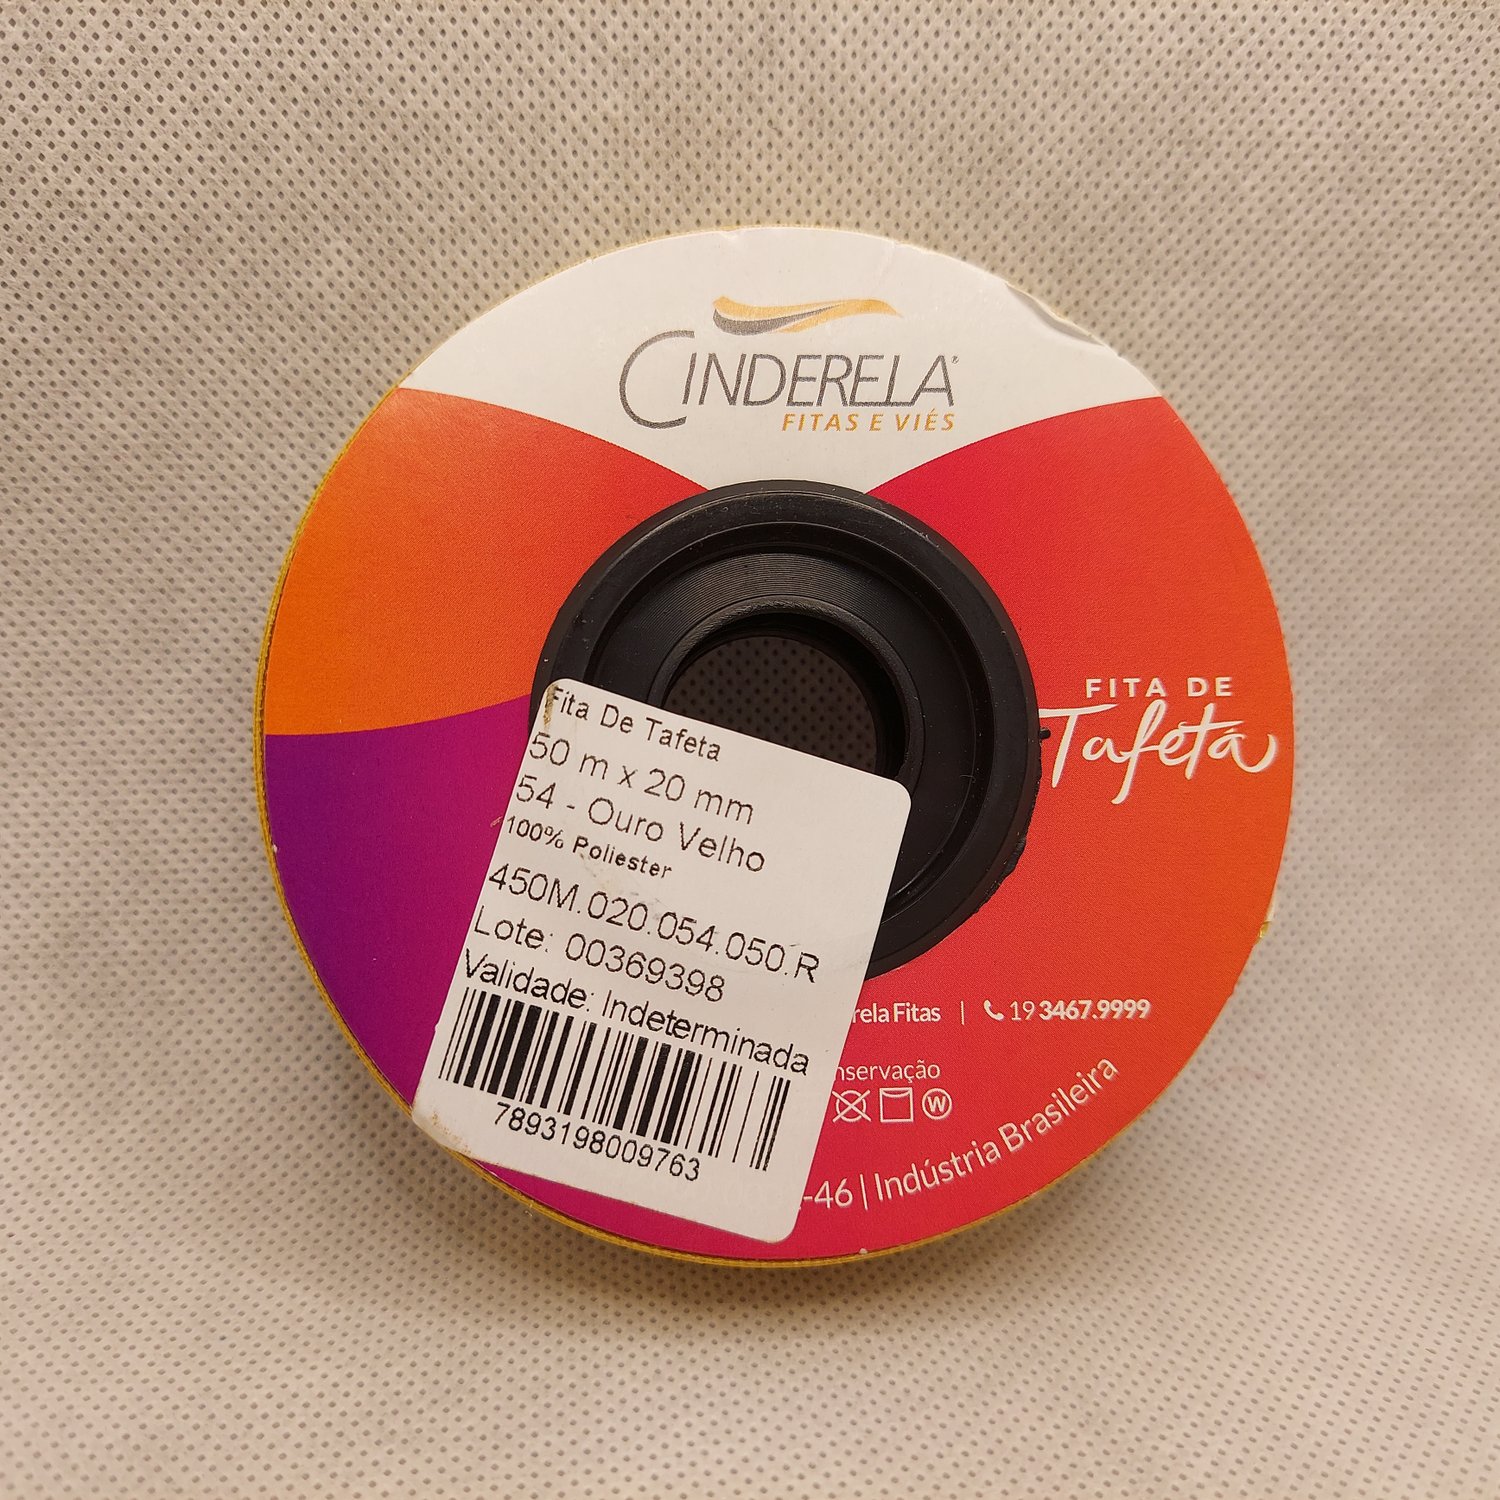 CINDERELA®
FITAS E VIÉS
FITA DE
Tafetá
Fita De Tafeta
50 m x 20 mm
54 - Ouro Velho
100% Poliester
450M.020.054.050.R
Lote: 00369398
Validade: Indeterminada
7893198009763
rela Fitas | 19 3467.9999
nservação
W
-46 | Indústria Brasileira